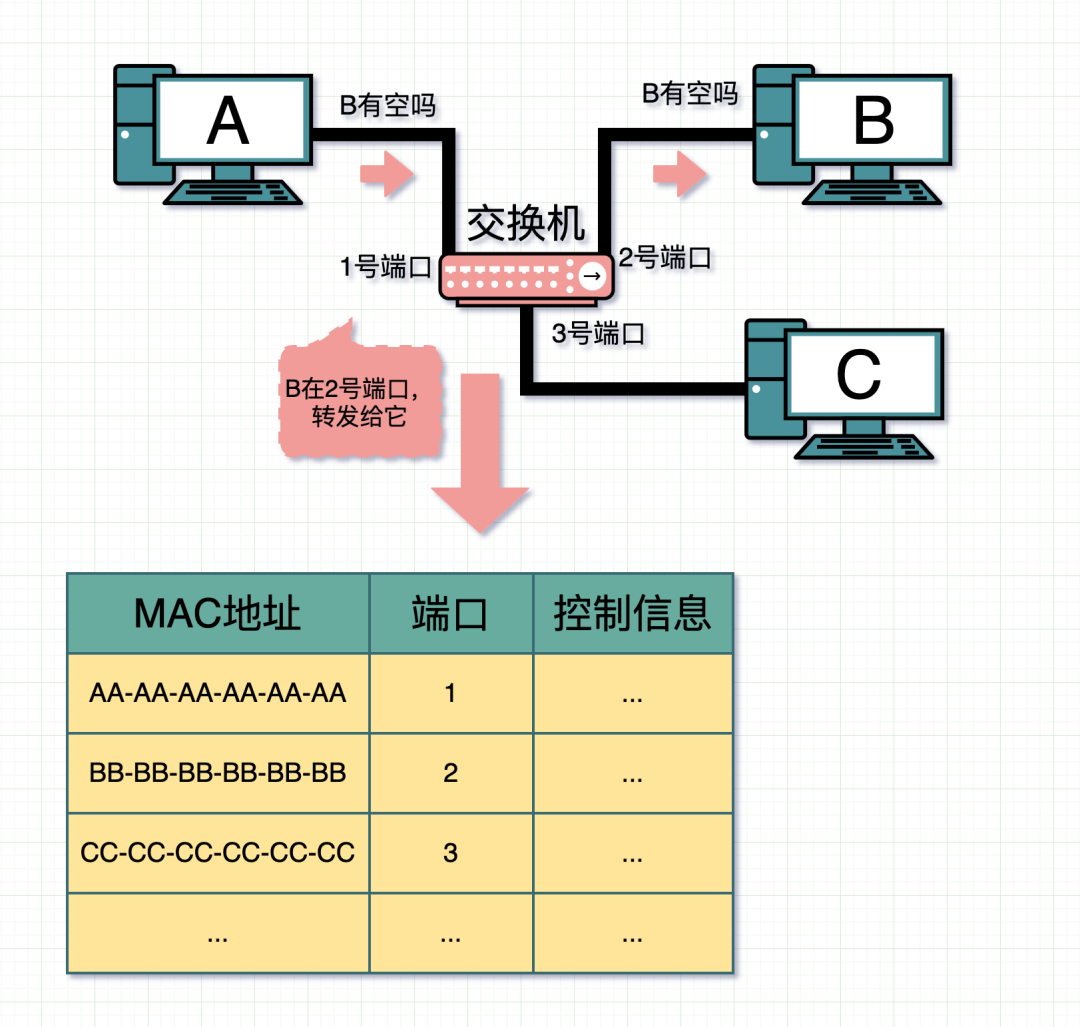 A
B有空吗
B有空吗
B
交换机
1号端口
2号端口
3号端口
B在2号端口，
转发给它
C
MAC地址 端口 控制信息
AA-AA-AA-AA-AA-AA 1 ...
BB-BB-BB-BB-BB-BB 2 ...
CC-CC-CC-CC-CC-CC 3 ...
... ... ...